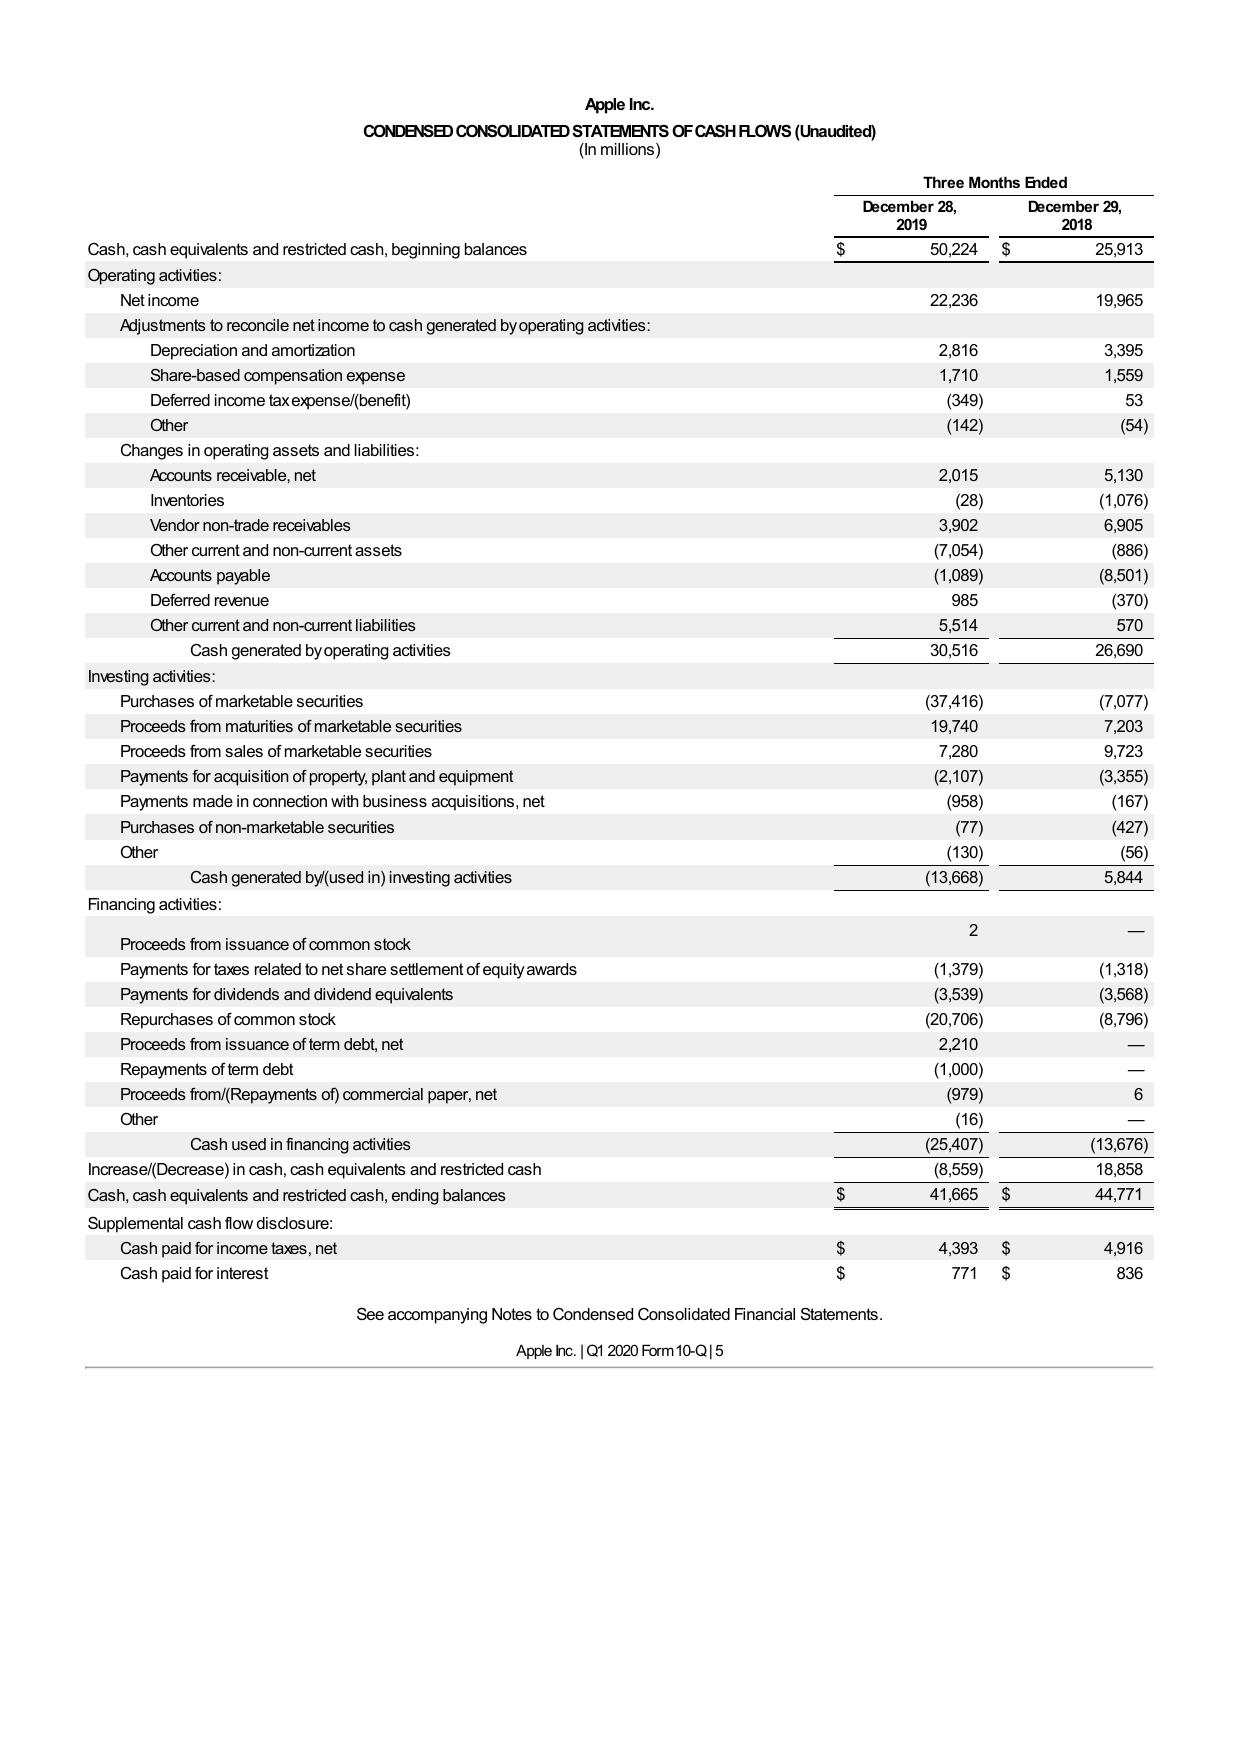 Apple Inc.
CONDENSED CONSOLIDATED STATEMENTS OF CASH FLOWS (Unaudited)
(In millions)
Three Months Ended
December 28, December 29,
2019 2018
Cash, cash equivalents and restricted cash, beginning balances $ 50,224 $ 25,913
Operating activities:
Net income 22,236 19,965
Adjustments to reconcile net income to cash generated by operating activities:
Depreciation and amortization 2,816 3,395
Share-based compensation expense 1,710 1,559
Deferred income tax expense/(benefit) (349) 53
Other (142) (54)
Changes in operating assets and liabilities:
Accounts receivable, net 2,015 5,130
Inventories (28) (1,076)
Vendor non-trade receivables 3,902 6,905
Other current and non-current assets (7,054) (886)
Accounts payable (1,089) (8,501)
Deferred revenue 985 (370)
Other current and non-current liabilities 5,514 570
Cash generated by operating activities 30,516 26,690
Investing activities:
Purchases of marketable securities (37,416) (7,077)
Proceeds from maturities of marketable securities 19,740 7,203
Proceeds from sales of marketable securities 7,280 9,723
Payments for acquisition of property, plant and equipment (2,107) (3,355)
Payments made in connection with business acquisitions, net (958) (167)
Purchases of non-marketable securities (77) (427)
Other (130) (56)
Cash generated by/(used in) investing activities (13,668) 5,844
Financing activities:
Proceeds from issuance of common stock 2 —
Payments for taxes related to net share settlement of equity awards (1,379) (1,318)
Payments for dividends and dividend equivalents (3,539) (3,568)
Repurchases of common stock (20,706) (8,796)
Proceeds from issuance of term debt, net 2,210 —
Repayments of term debt (1,000) —
Proceeds from/(Repayments of) commercial paper, net (979) 6
Other (16) —
Cash used in financing activities (25,407) (13,676)
Increase/(Decrease) in cash, cash equivalents and restricted cash (8,559) 18,858
Cash, cash equivalents and restricted cash, ending balances $ 41,665 $ 44,771
Supplemental cash flow disclosure:
Cash paid for income taxes, net $ 4,393 $ 4,916
Cash paid for interest $ 771 $ 836
See accompanying Notes to Condensed Consolidated Financial Statements.
Apple Inc. | Q1 2020 Form 10-Q | 5